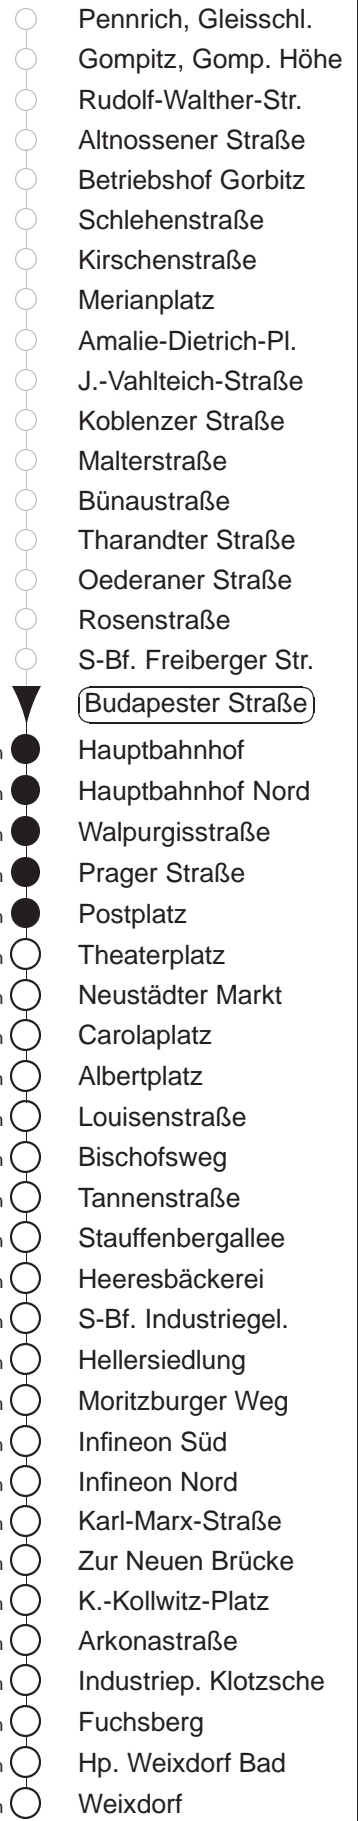 Pennrich, Gleisschl.
Gompitz, Gomp. Höhe
Rudolf-Walther-Str.
Altnossener Straße
Betriebshof Gorbitz
Schlehenstraße
Kirschenstraße
Merianplatz
Amalie-Dietrich-Pl.
J.-Vahlteich-Straße
Koblenzer Straße
Malterstraße
Bünaustraße
Tharandter Straße
Oederaner Straße
Rosenstraße
S-Bf. Freiberger Str.
Budapester Straße
Hauptbahnhof
Hauptbahnhof Nord
Walpurgisstraße
Prager Straße
Postplatz
Theaterplatz
Neustädter Markt
Carolaplatz
Albertplatz
Louisenstraße
Bischofsweg
Tannenstraße
Stauffenbergallee
Heeresbäckerei
S-Bf. Industriegel.
Hellersiedlung
Moritzburger Weg
Infineon Süd
Infineon Nord
Karl-Marx-Straße
Zur Neuen Brücke
K.-Kollwitz-Platz
Arkonastraße
Industriep. Klotzsche
Fuchsberg
Hp. Weixdorf Bad
Weixdorf